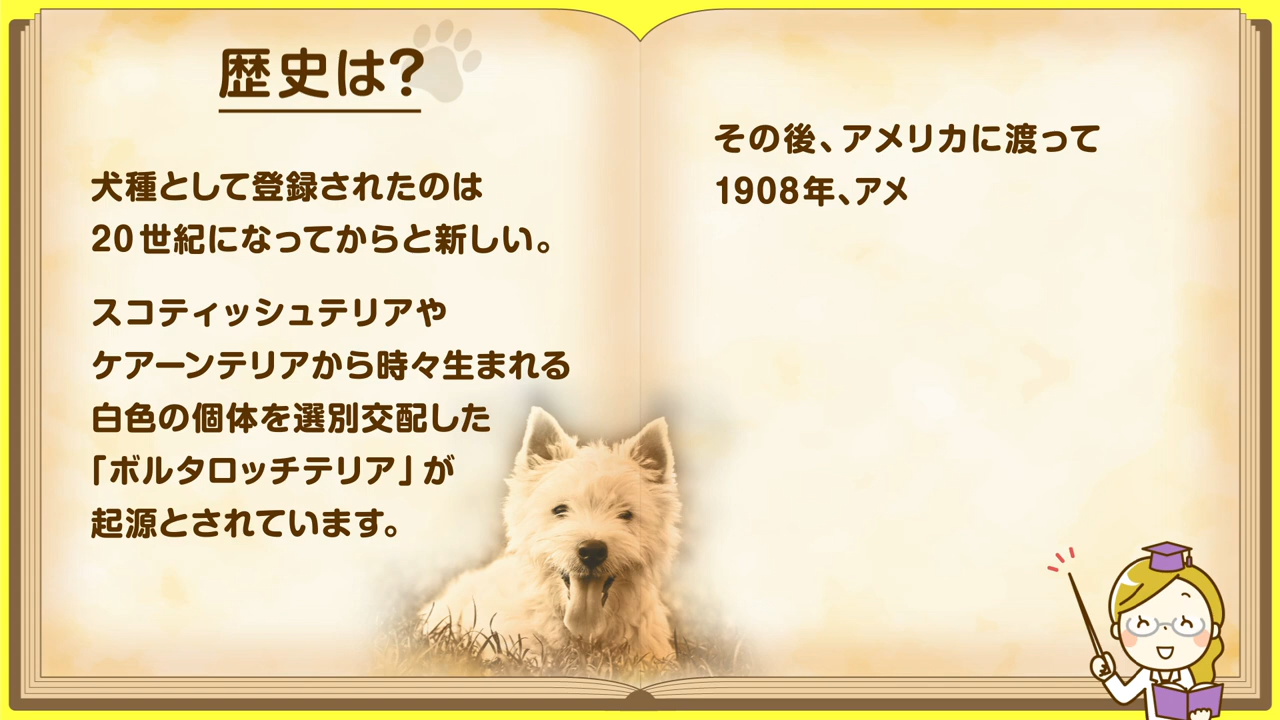 歴史は?
犬種として登録されたのは
20世紀になってからと新しい。
スコティッシュテリアや
ケアーンテリアから時々生まれる
白色の個体を選別交配した
「ボルタロッチテリア」が
起源とされています。
その後、アメリカに渡って
1908年、アメ